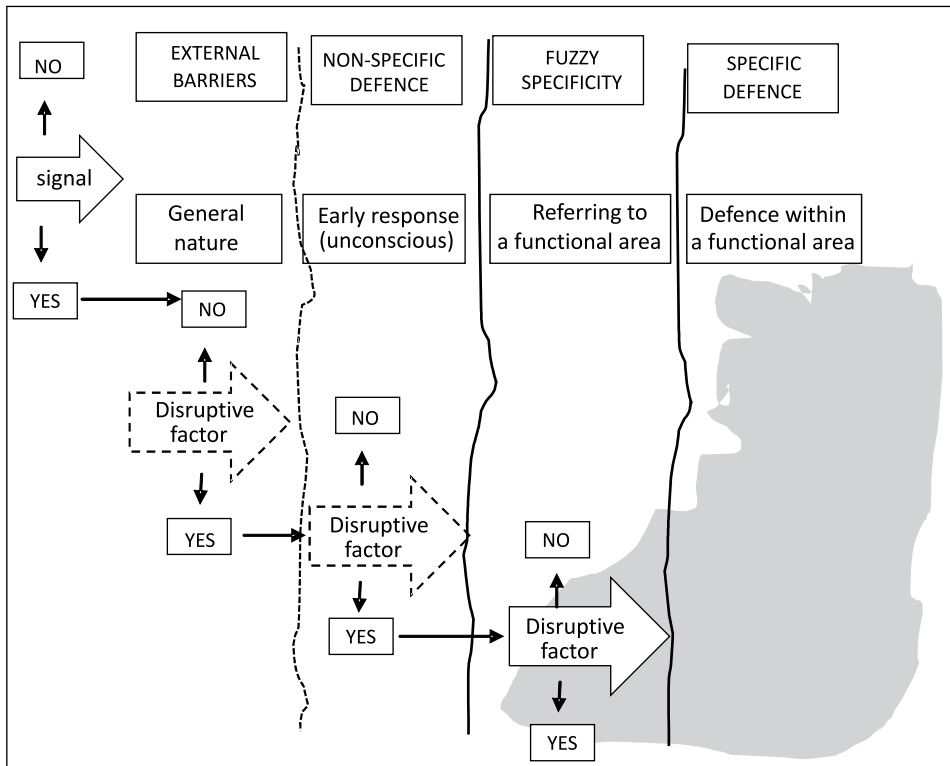 EXTERNAL
BARRIERS
NON-SPECIFIC
DEFENCE
FUZZY
SPECIFICITY
SPECIFIC
DEFENCE
NO
signal
General
nature
Early response
(unconscious)
Referring to
a functional area
Defence within
a functional area
YES
NO
Disruptive
factor
YES
NO
Disruptive
factor
YES
NO
Disruptive
factor
YES